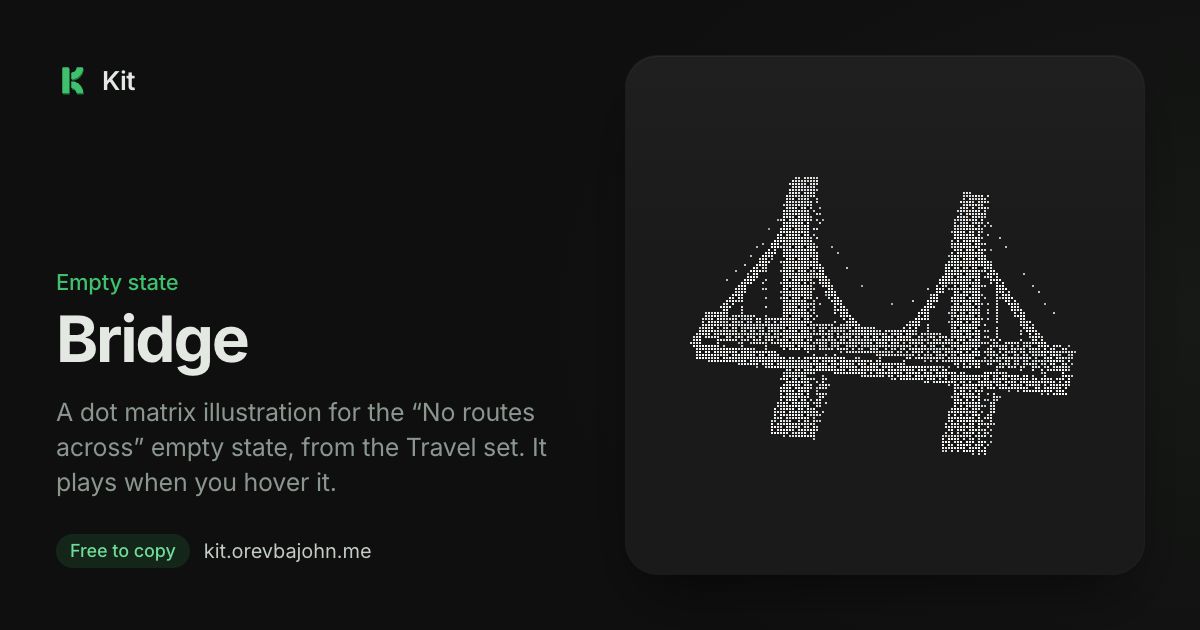 Kit
Empty state
Bridge
A dot matrix illustration for the “No routes
across” empty state, from the Travel set. It
plays when you hover it.
Free to copy
kit.orevbajohn.me